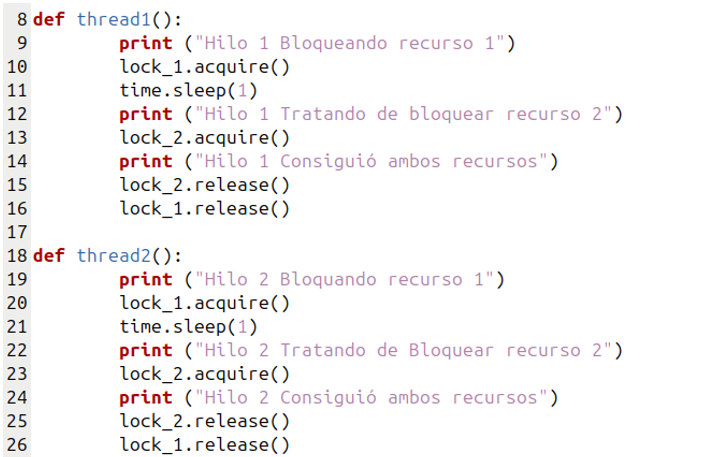 8 def thread1():
9 print ("Hilo 1 Bloqueando recurso 1")
10 lock_1.acquire()
11 time.sleep(1)
12 print ("Hilo 1 Tratando de bloquear recurso 2")
13 lock_2.acquire()
14 print ("Hilo 1 Consiguió ambos recursos")
15 lock_2.release()
16 lock_1.release()
17
18 def thread2():
19 print ("Hilo 2 Bloquando recurso 1")
20 lock_1.acquire()
21 time.sleep(1)
22 print ("Hilo 2 Tratando de Bloquear recurso 2")
23 lock_2.acquire()
24 print ("Hilo 2 Consiguió ambos recursos")
25 lock_2.release()
26 lock_1.release()